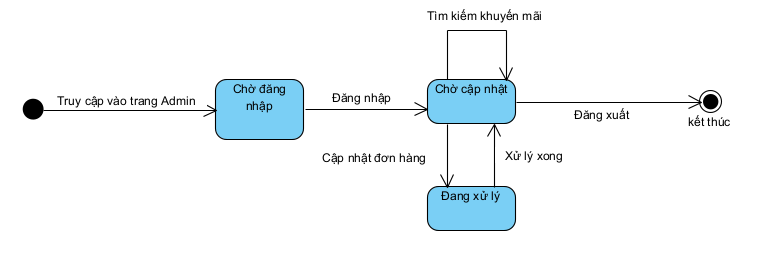 Tìm kiếm khuyến mãi
Truy cập vào trang Admin
Chờ đăng
nhập
Đăng nhập
Chờ cập nhật
Đăng xuất
kết thúc
Cập nhật đơn hàng
Xử lý xong
Đang xử lý